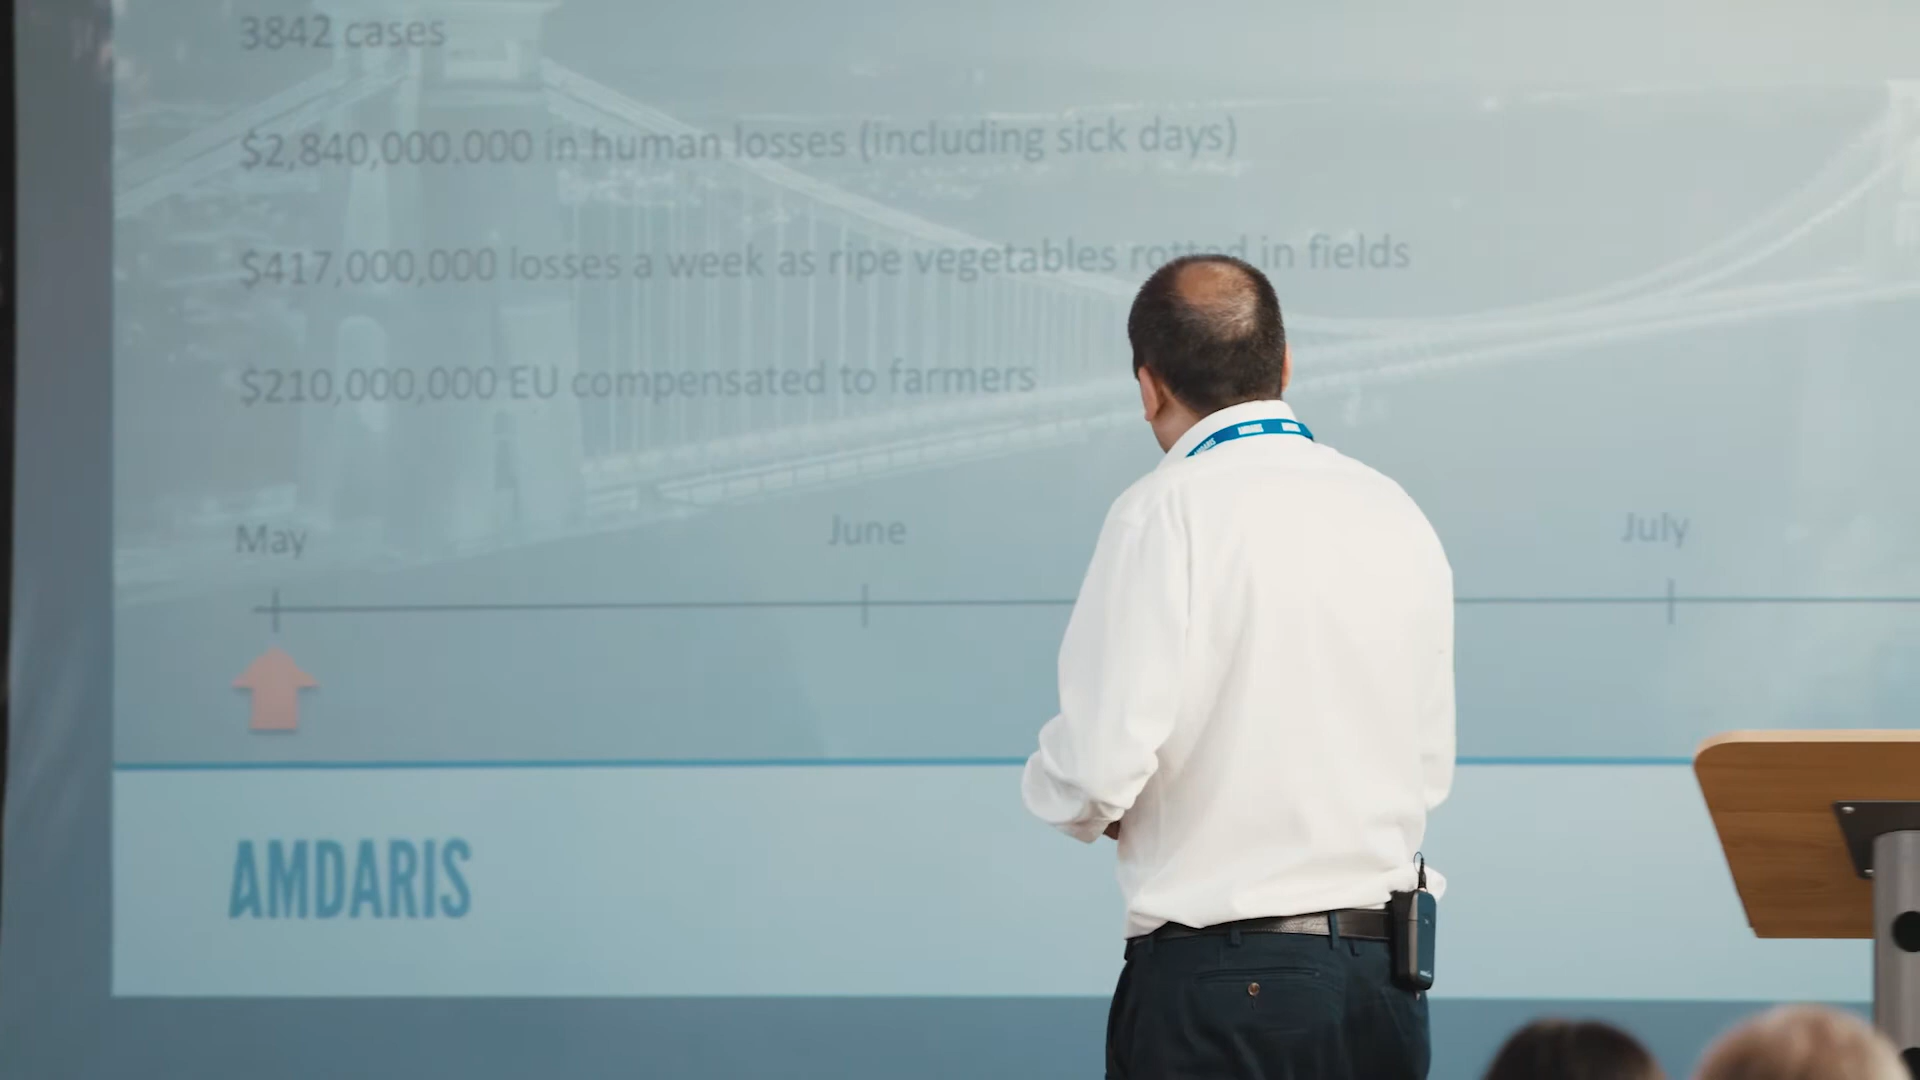 3842 cases
$2,840,000.000 in human losses (including sick days)
$417,000,000 losses a week as ripe vegetables rotted in fields
$210,000,000 EU compensated to farmers
May June July
AMDARIS